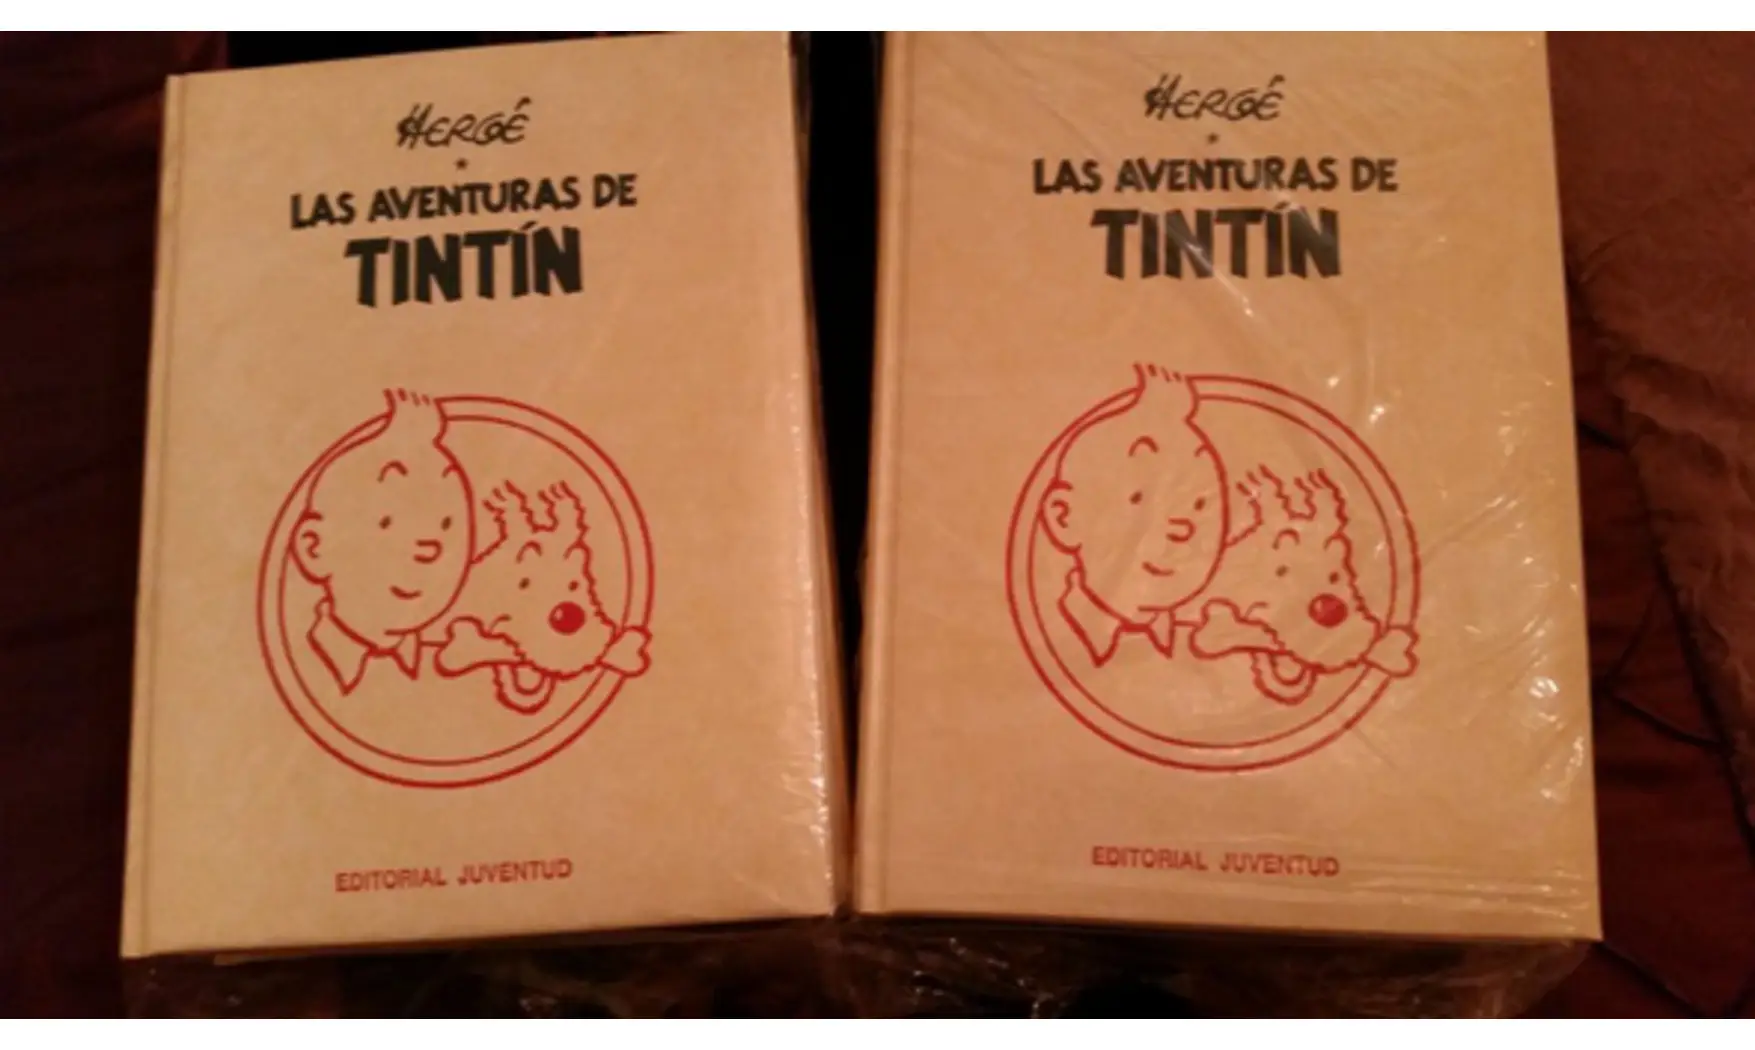 HERGÉ
*
LAS AVENTURAS DE
TINTÍN
EDITORIAL JUVENTUD
HERGÉ
*
LAS AVENTURAS DE
TINTÍN
EDITORIAL JUVENTUD